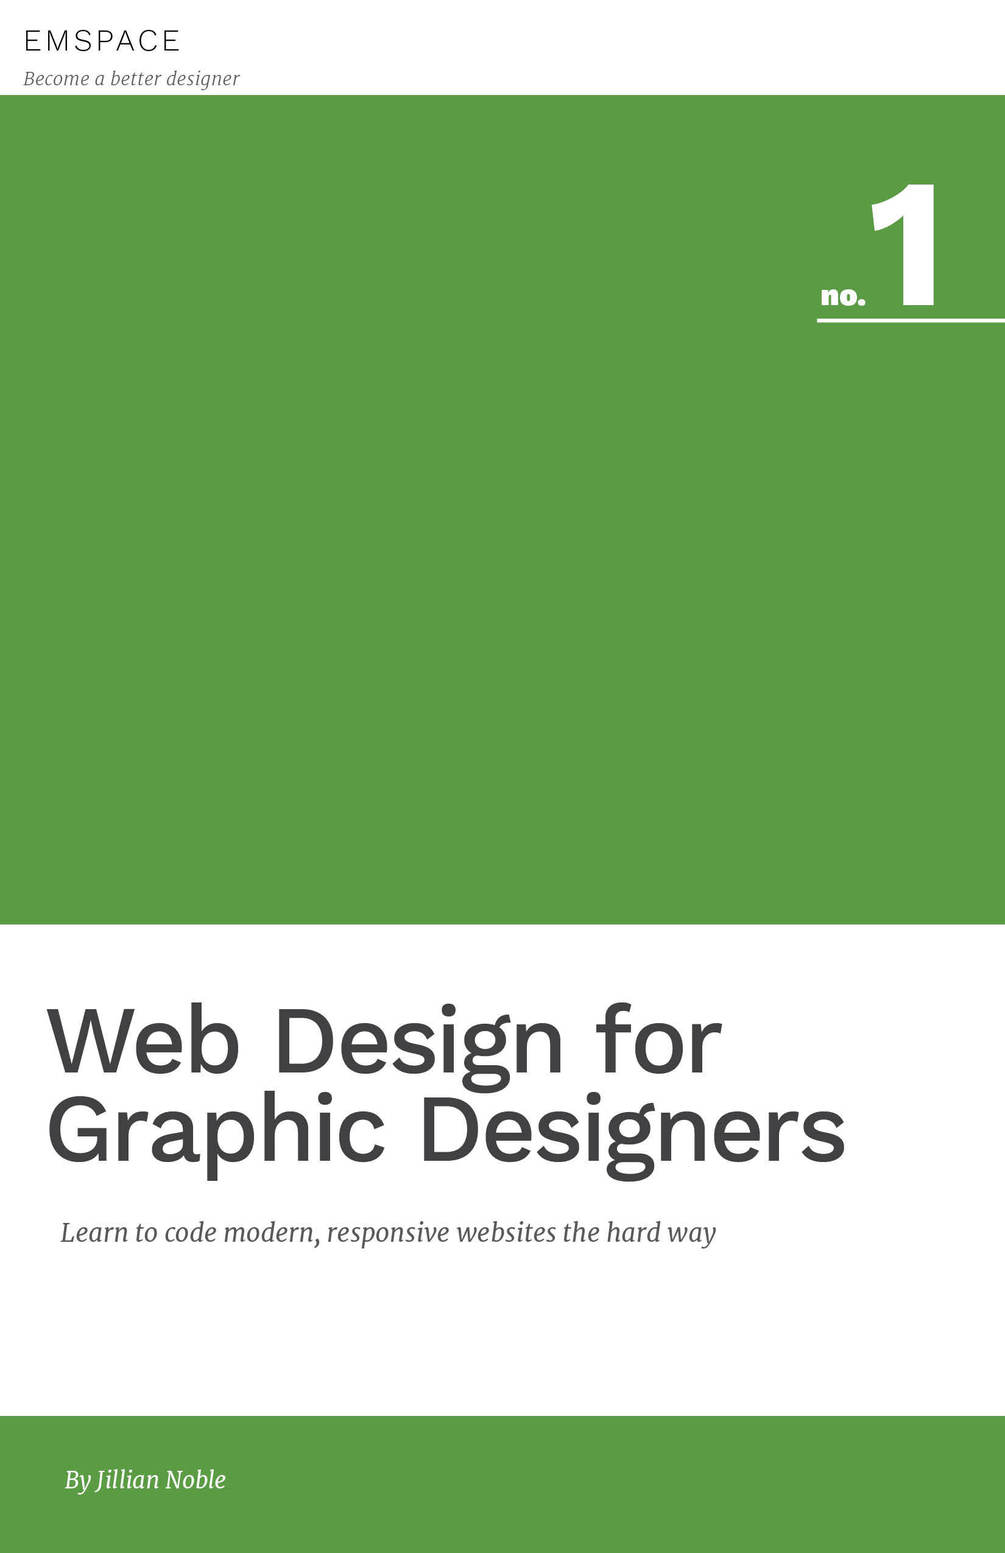 EMSPACE
Become a better designer
no. 1
Web Design for
Graphic Designers
Learn to code modern, responsive websites the hard way
By Jillian Noble